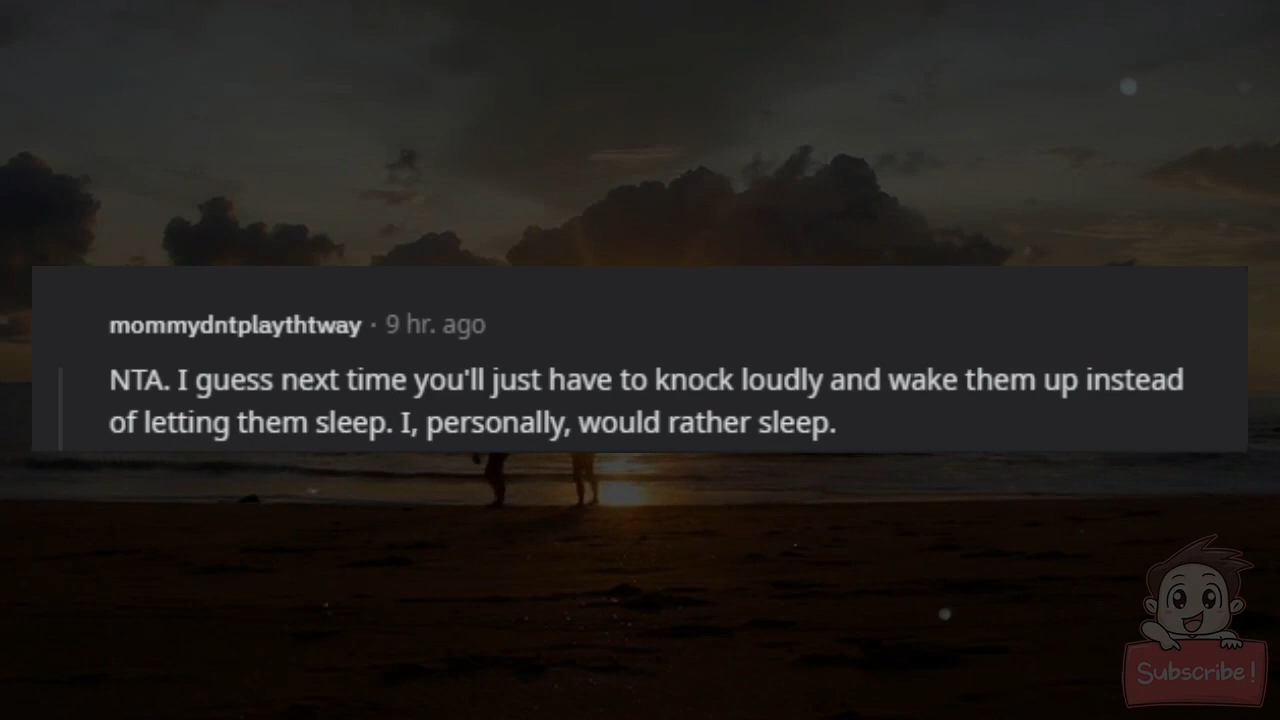 mommydntplaythtway · 9 hr. ago
NTA. I guess next time you'll just have to knock loudly and wake them up instead
of letting them sleep. I, personally, would rather sleep.
Subscribe!